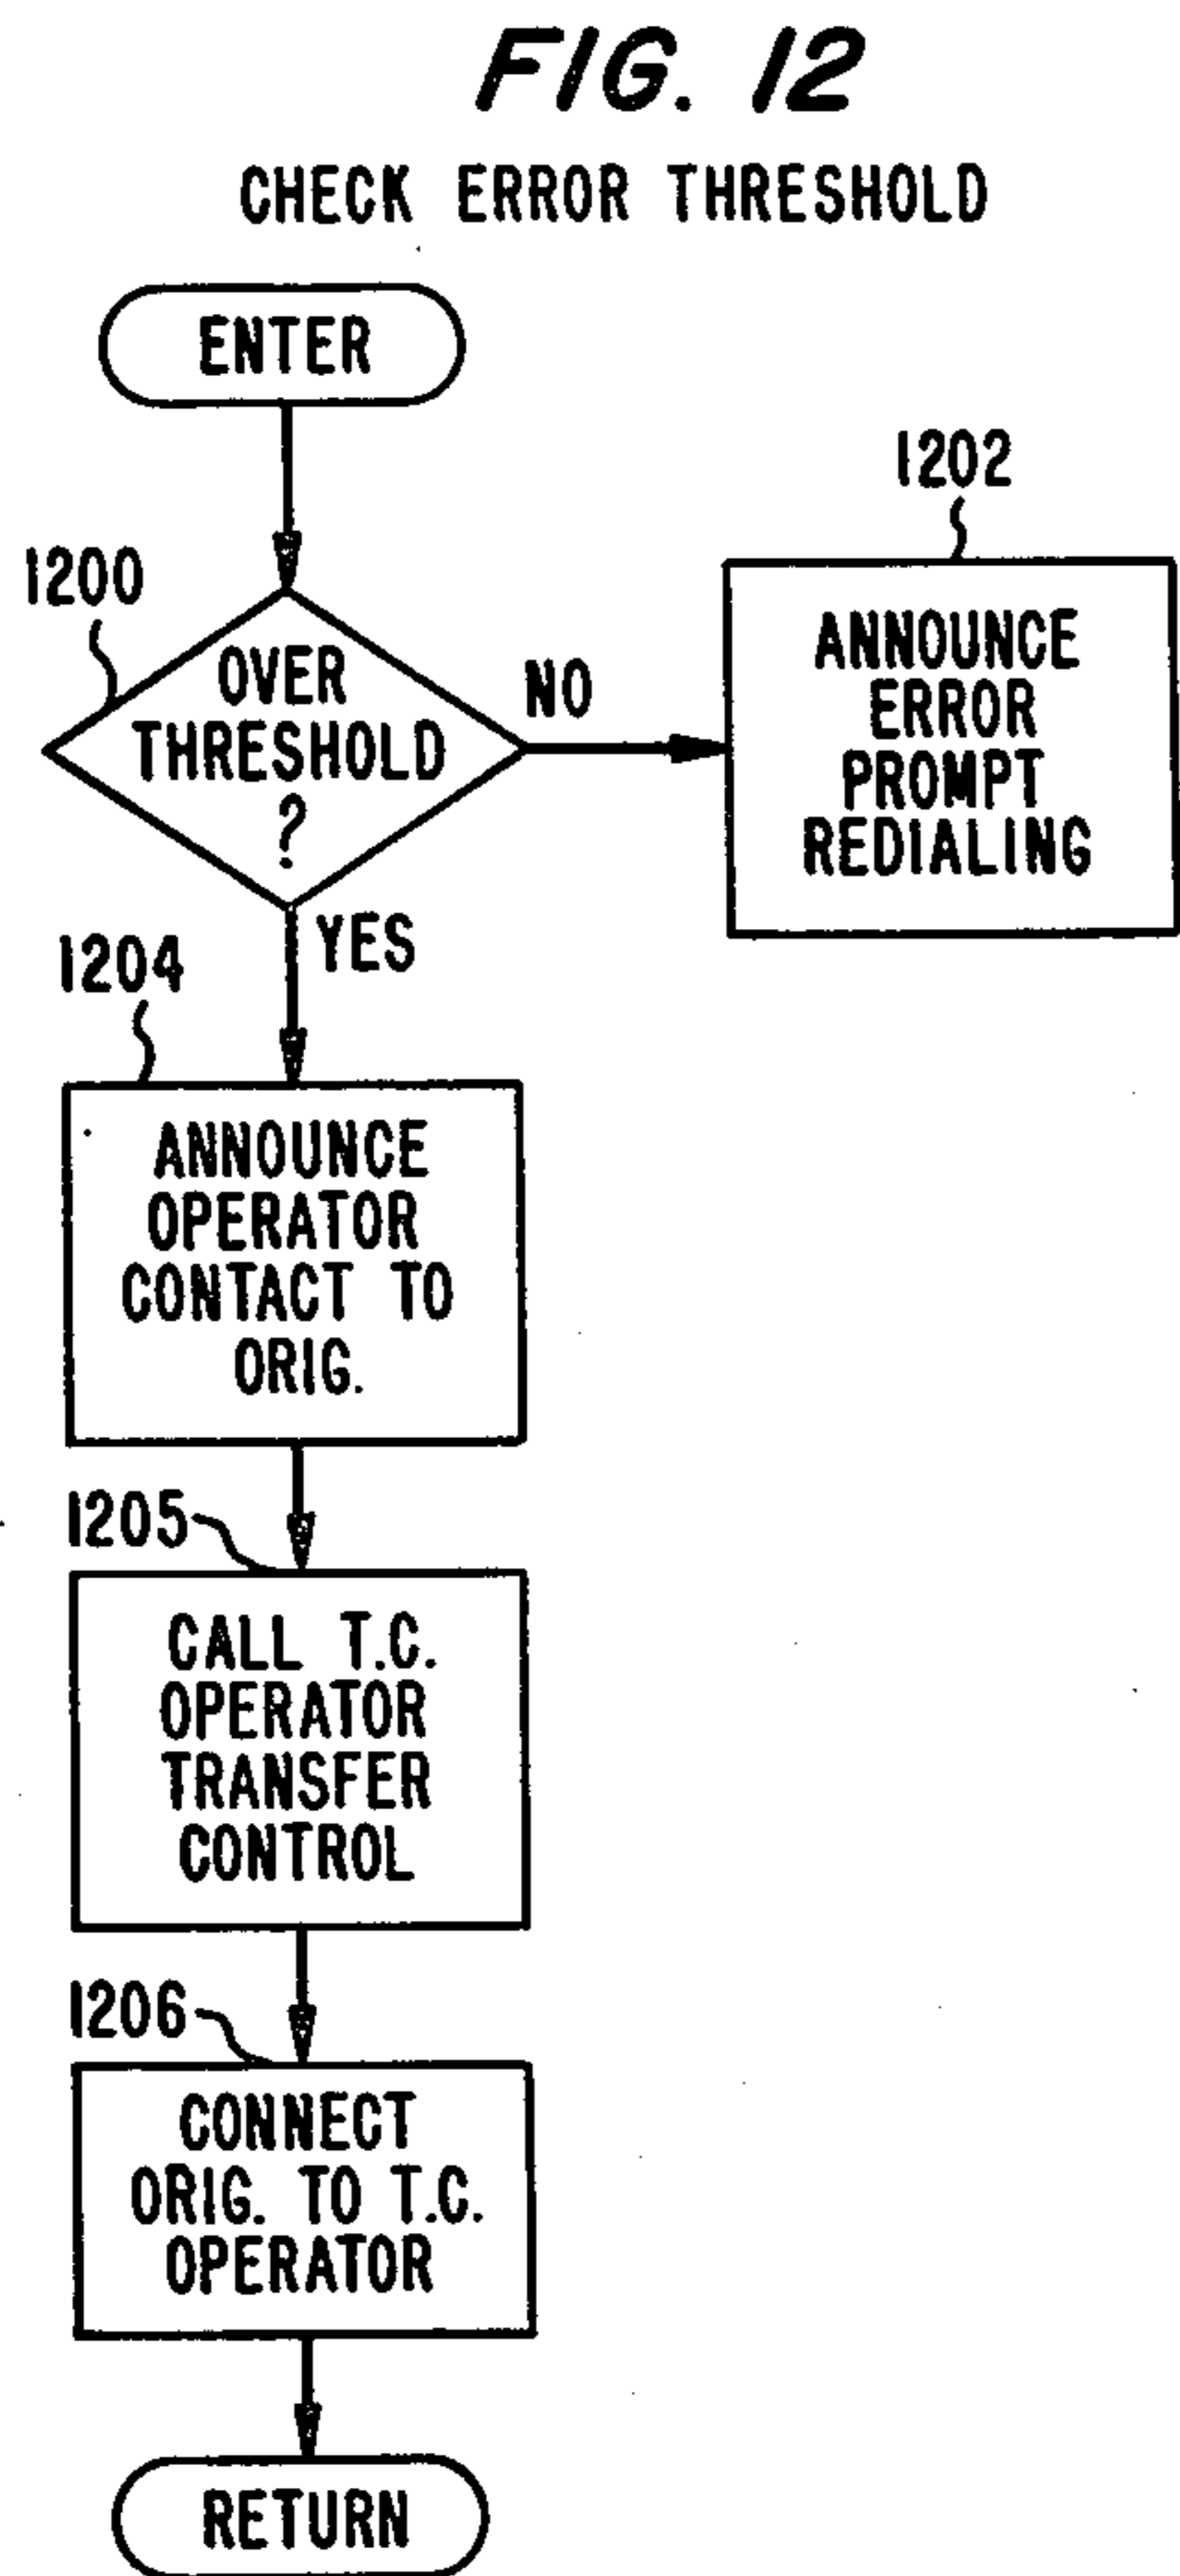 FIG. 12
CHECK ERROR THRESHOLD
ENTER
1200
OVER
THRESHOLD
?
NO
1202
ANNOUNCE
ERROR
PROMPT
REDIALING
YES
1204
ANNOUNCE
OPERATOR
CONTACT TO
ORIG.
1205
CALL T.C.
OPERATOR
TRANSFER
CONTROL
1206
CONNECT
ORIG. TO T.C.
OPERATOR
RETURN